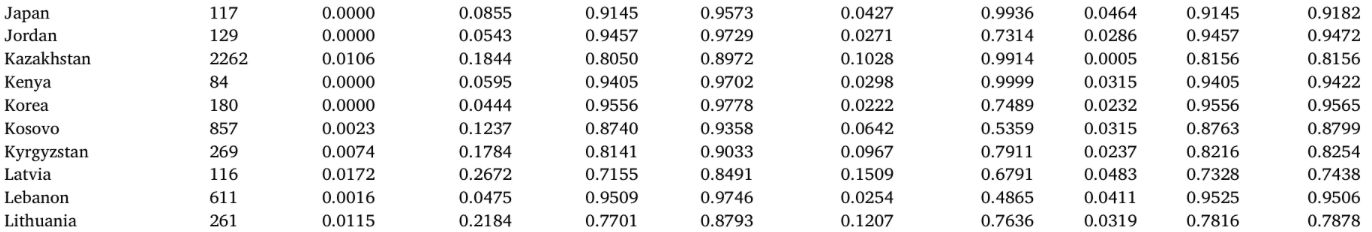 Japan 117 0.0000 0.0855 0.9145 0.9573 0.0427 0.9936 0.0464 0.9145 0.9182
Jordan 129 0.0000 0.0543 0.9457 0.9729 0.0271 0.7314 0.0286 0.9457 0.9472
Kazakhstan 2262 0.0106 0.1844 0.8050 0.8972 0.1028 0.9914 0.0005 0.8156 0.8156
Kenya 84 0.0000 0.0595 0.9405 0.9702 0.0298 0.9999 0.0315 0.9405 0.9422
Korea 180 0.0000 0.0444 0.9556 0.9778 0.0222 0.7489 0.0232 0.9556 0.9565
Kosovo 857 0.0023 0.1237 0.8740 0.9358 0.0642 0.5359 0.0315 0.8763 0.8799
Kyrgyzstan 269 0.0074 0.1784 0.8141 0.9033 0.0967 0.7911 0.0237 0.8216 0.8254
Latvia 116 0.0172 0.2672 0.7155 0.8491 0.1509 0.6791 0.0483 0.7328 0.7438
Lebanon 611 0.0016 0.0475 0.9509 0.9746 0.0254 0.4865 0.0411 0.9525 0.9506
Lithuania 261 0.0115 0.2184 0.7701 0.8793 0.1207 0.7636 0.0319 0.7816 0.7878